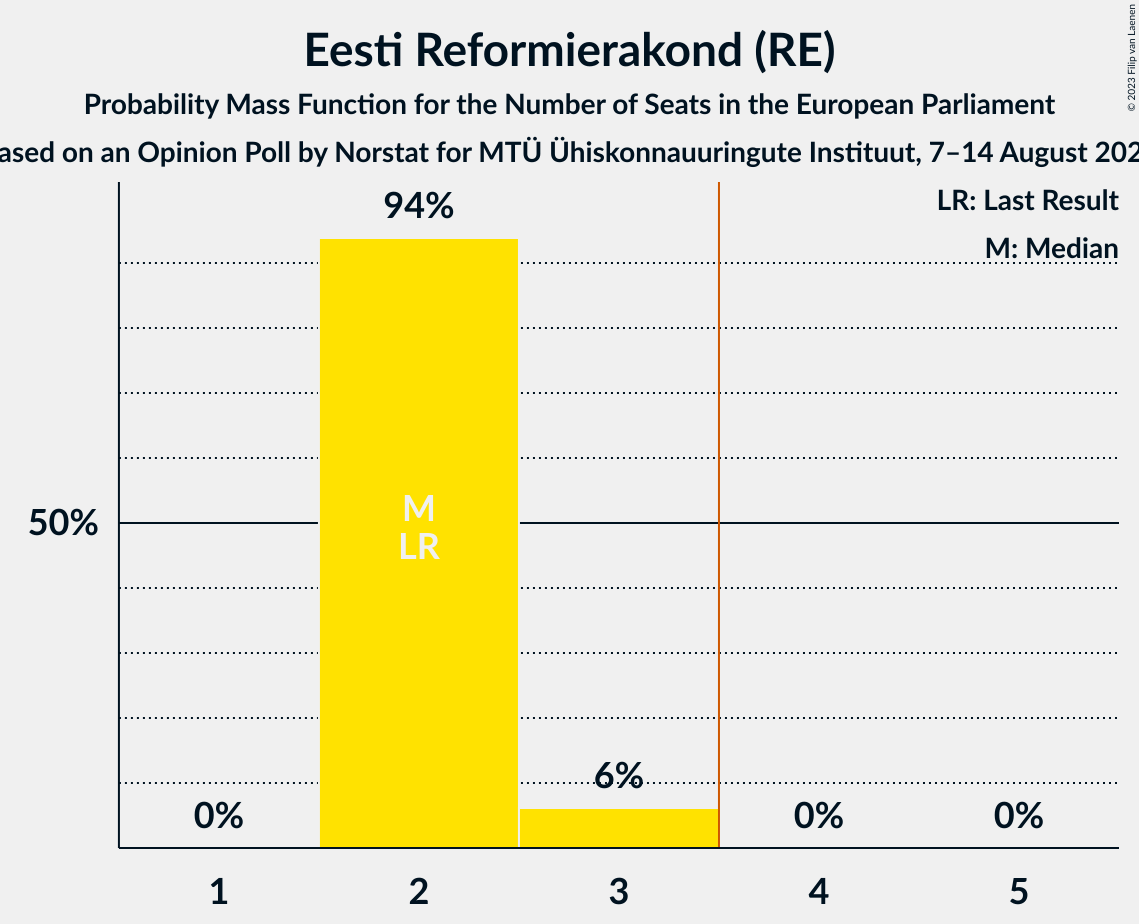 Eesti Reformierakond (RE)
Probability Mass Function for the Number of Seats in the European Parliament
ased on an Opinion Poll by Norstat for MTÜ Ühiskonnauuringute Instituut, 7–14 August 202
© 2023 Filip van Laenen
LR: Last Result
M: Median
94%
50%
M
LR
6%
0%
0%
0%
1
2
3
4
5